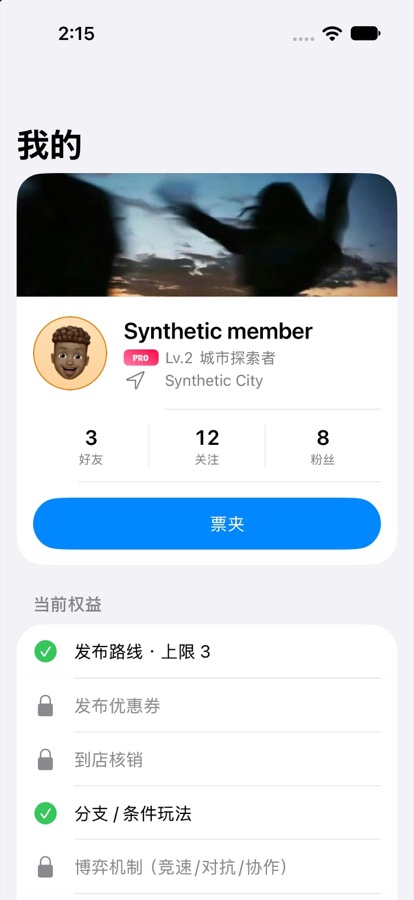 2:15
我的
Synthetic member
PRO Lv.2 城市探索者
Synthetic City
3 12 8
好友 关注 粉丝
票夹
当前权益
发布路线 · 上限 3
发布优惠券
到店核销
分支 / 条件玩法
博弈机制（竞速/对抗/协作）